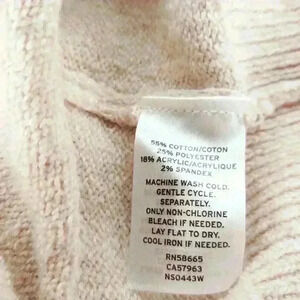 55% COTTON/COTON
25% POLYESTER
18% ACRYLIC/ACRYLIQUE
2% SPANDEX
MACHINE WASH COLD.
GENTLE CYCLE.
SEPARATELY.
ONLY NON-CHLORINE
BLEACH IF NEEDED.
LAY FLAT TO DRY.
COOL IRON IF NEEDED.
RN58665
CA57963
NS0443W